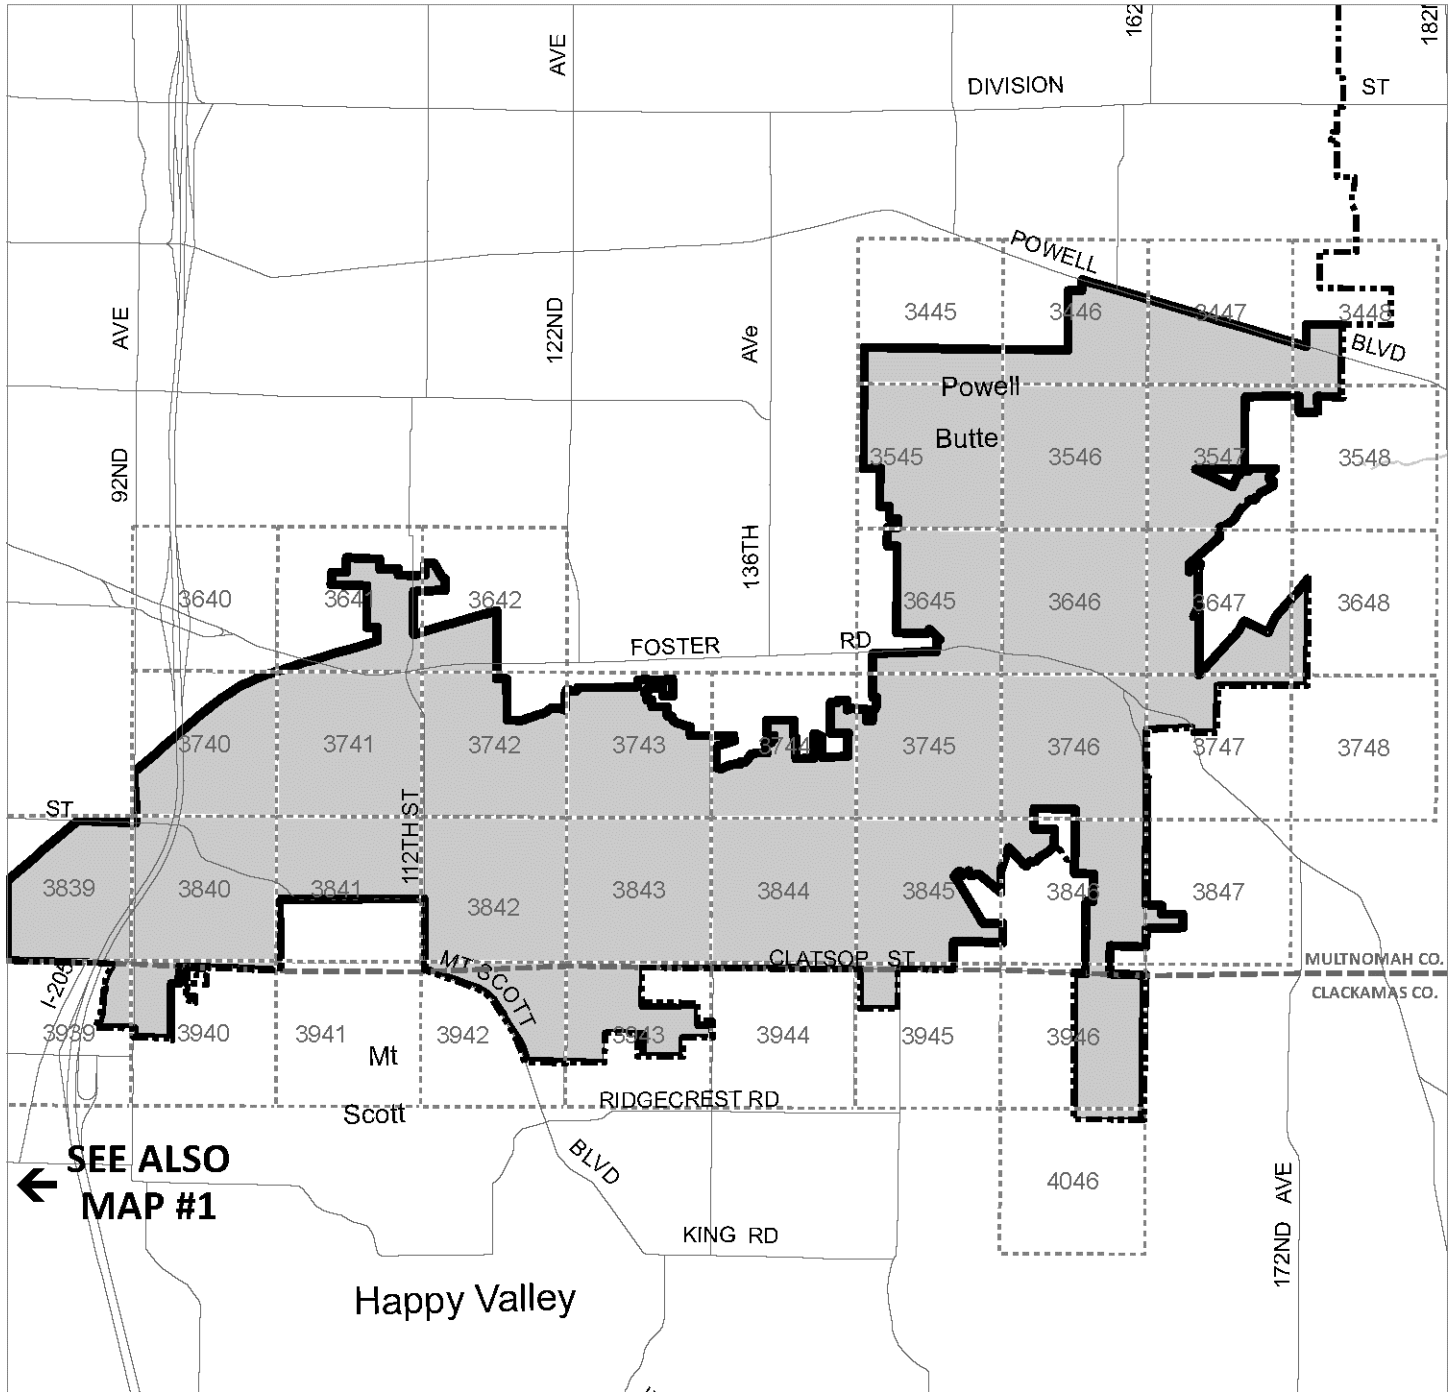 162
182
AVE
DIVISION ST
POWELL
3445 3446 3447 3448
AVE
122ND
AVe
BLVD
Powell
Butte
92ND
3545 3546 3547 3548
136TH
3640 3641 3642
3645 3646 3647 3648
FOSTER RD
3740 3741 3742 3743 3744 3745 3746 3747 3748
ST
112TH ST
3839 3840 3841 3842 3843 3844 3845 3846 3847
MT SCOTT
CLATSOP ST
MULTNOMAH CO.
CLACKAMAS CO.
I-205
3939 3940 3941 3942 3943 3944 3945 3946
Mt
Scott
RIDGECREST RD
BLVD
SEE ALSO
MAP #1
4046
172ND AVE
KING RD
Happy Valley